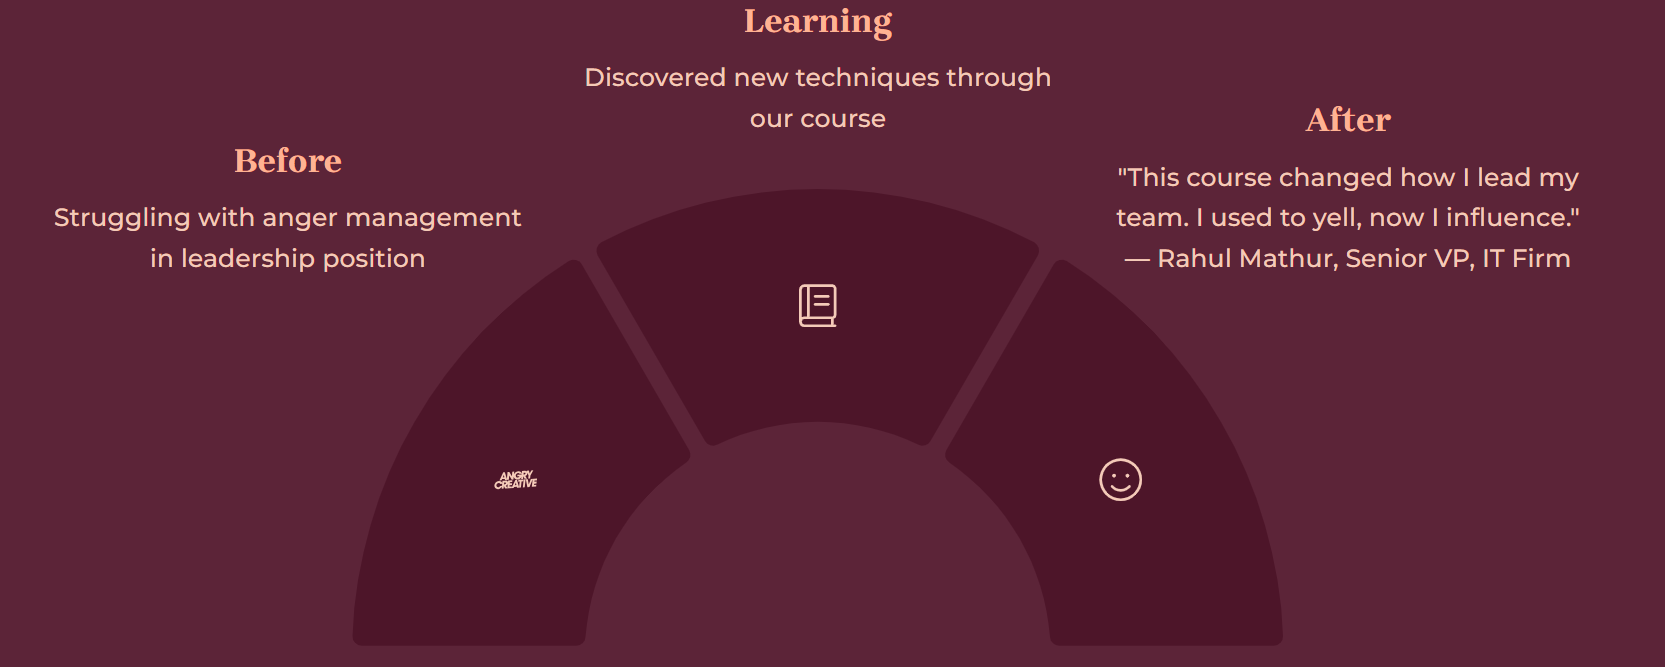 Learning
Discovered new techniques through
our course
Before
Struggling with anger management
in leadership position
After
"This course changed how I lead my
team. I used to yell, now I influence."
— Rahul Mathur, Senior VP, IT Firm
ANGRY
CREATIVE